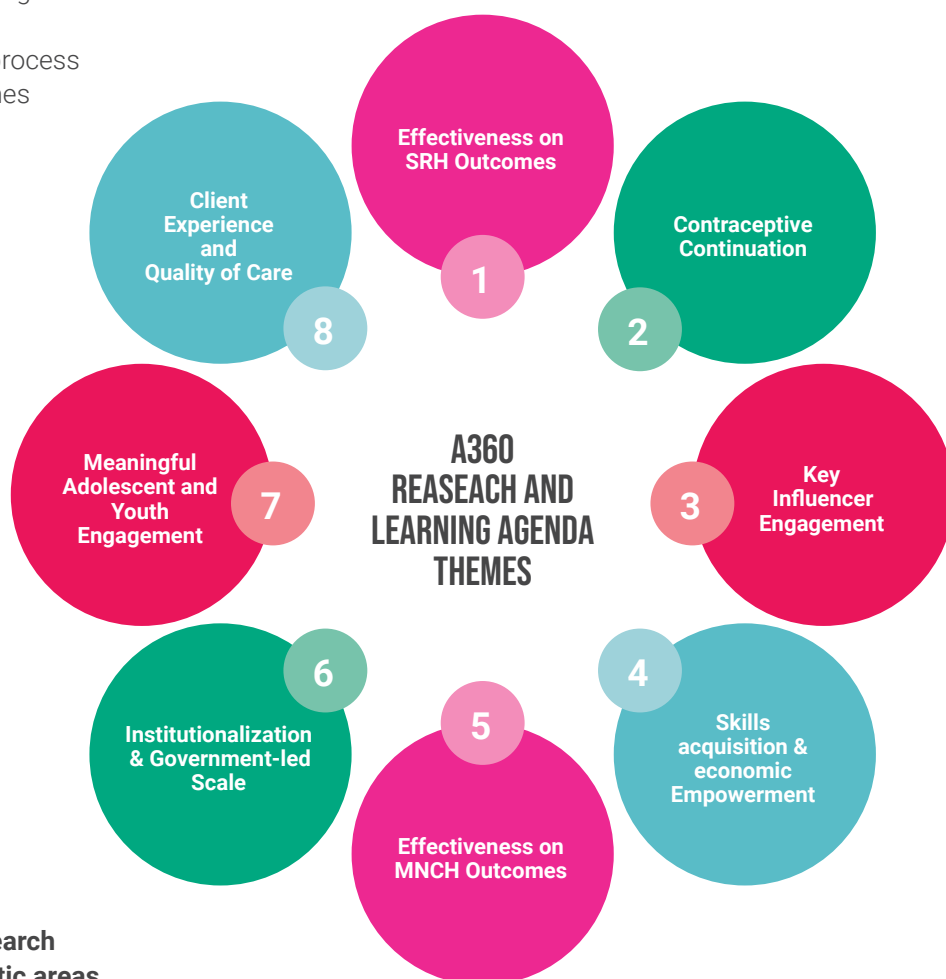 rocess
nes
Effectiveness on
SRH Outcomes
1
Contraceptive
Continuation
2
Key
Influencer
Engagement
3
Skills
acquisition &
economic
Empowerment
4
Effectiveness on
MNCH Outcomes
5
Institutionalization
& Government-led
Scale
6
Meaningful
Adolescent and
Youth
Engagement
7
Client
Experience
and
Quality of Care
8
A360
REASEACH AND
LEARNING AGENDA
THEMES
earch
tic areas